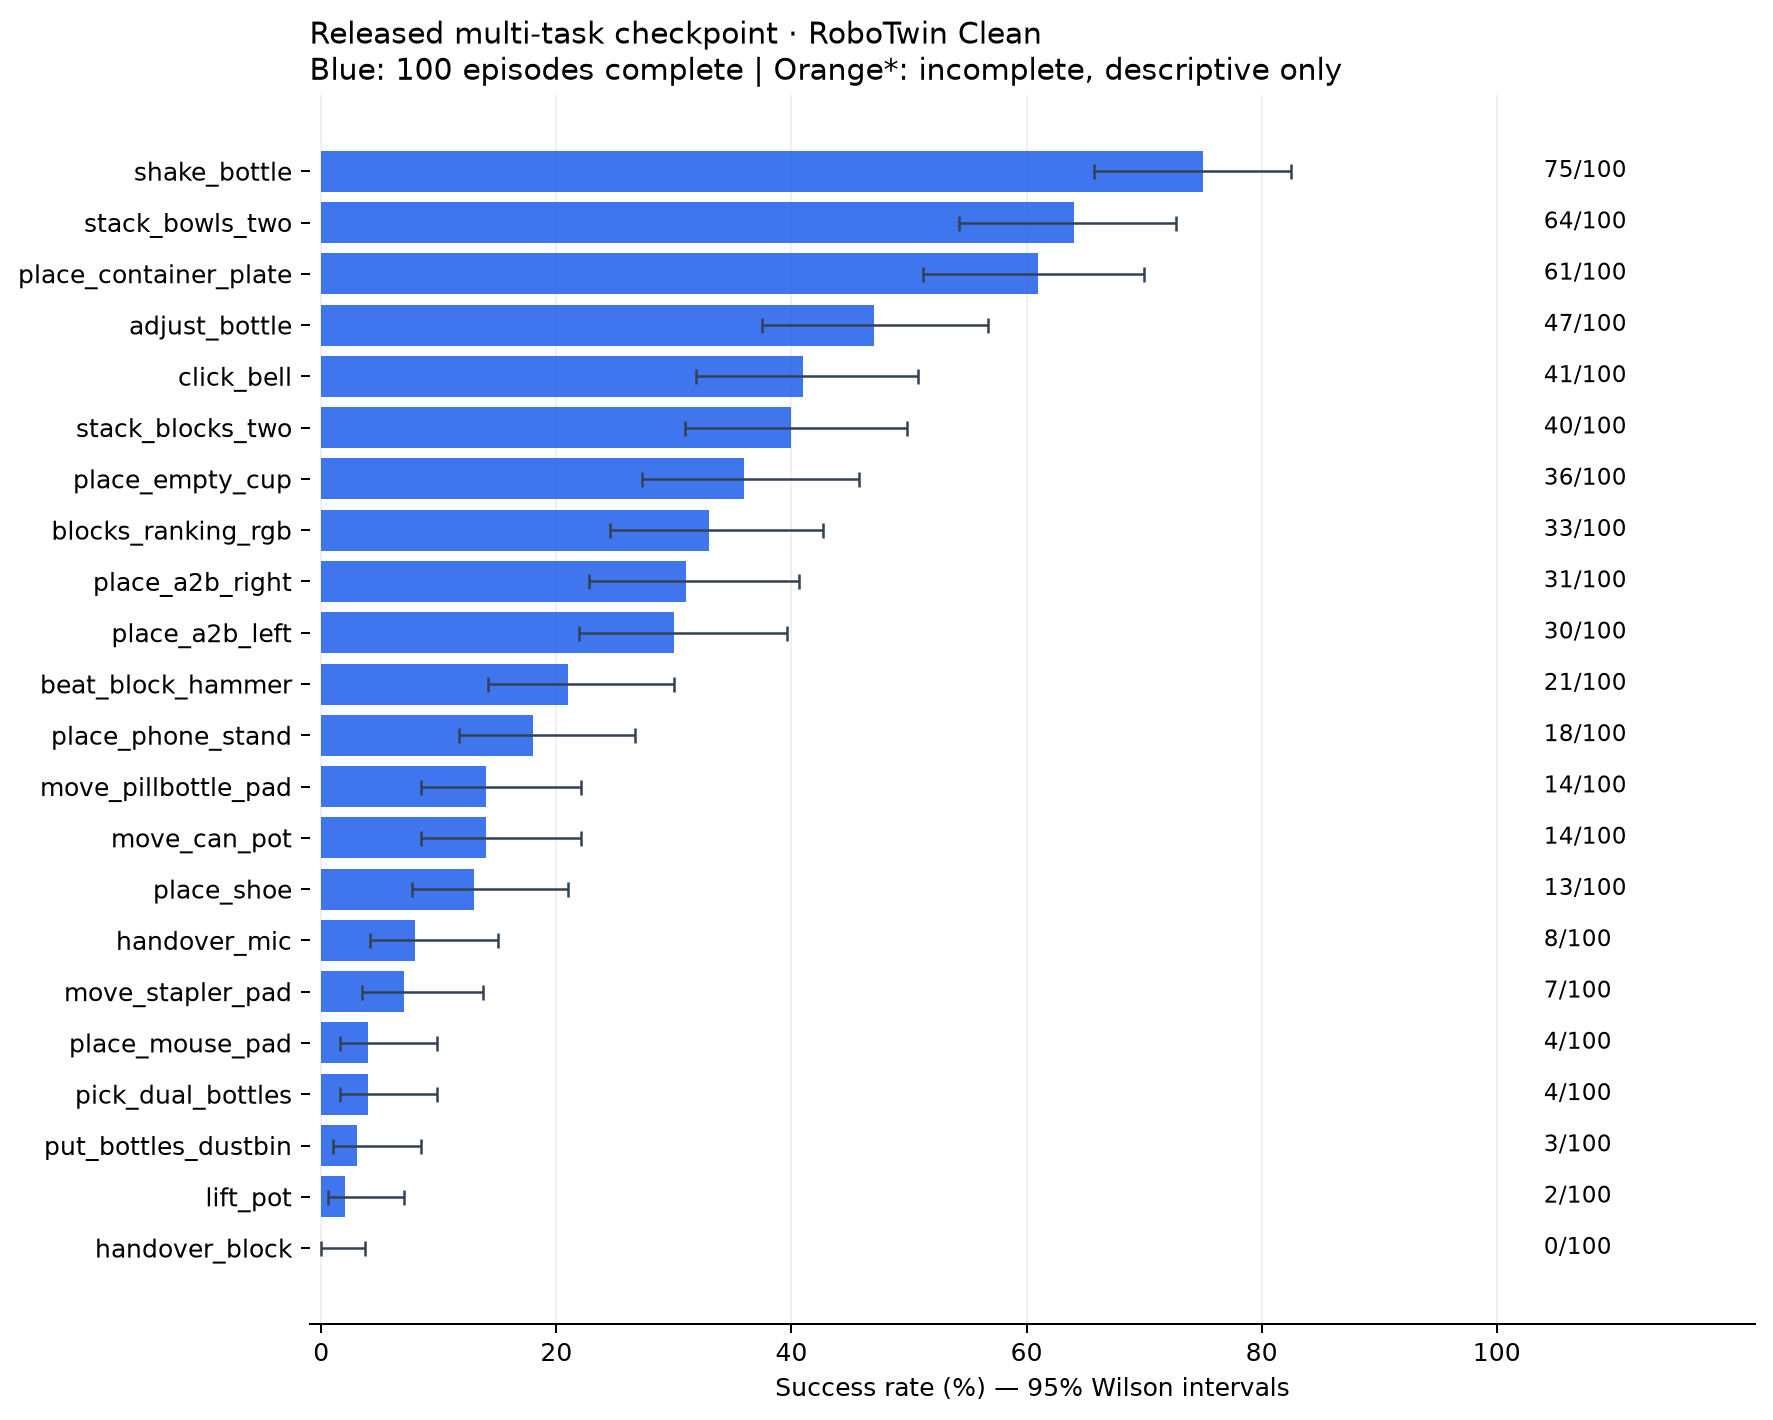 Released multi-task checkpoint · RoboTwin Clean
Blue: 100 episodes complete | Orange*: incomplete, descriptive only
shake_bottle 75/100
stack_bowls_two 64/100
place_container_plate 61/100
adjust_bottle 47/100
click_bell 41/100
stack_blocks_two 40/100
place_empty_cup 36/100
blocks_ranking_rgb 33/100
place_a2b_right 31/100
place_a2b_left 30/100
beat_block_hammer 21/100
place_phone_stand 18/100
move_pillbottle_pad 14/100
move_can_pot 14/100
place_shoe 13/100
handover_mic 8/100
move_stapler_pad 7/100
place_mouse_pad 4/100
pick_dual_bottles 4/100
put_bottles_dustbin 3/100
lift_pot 2/100
handover_block 0/100
0 20 40 60 80 100
Success rate (%) — 95% Wilson intervals